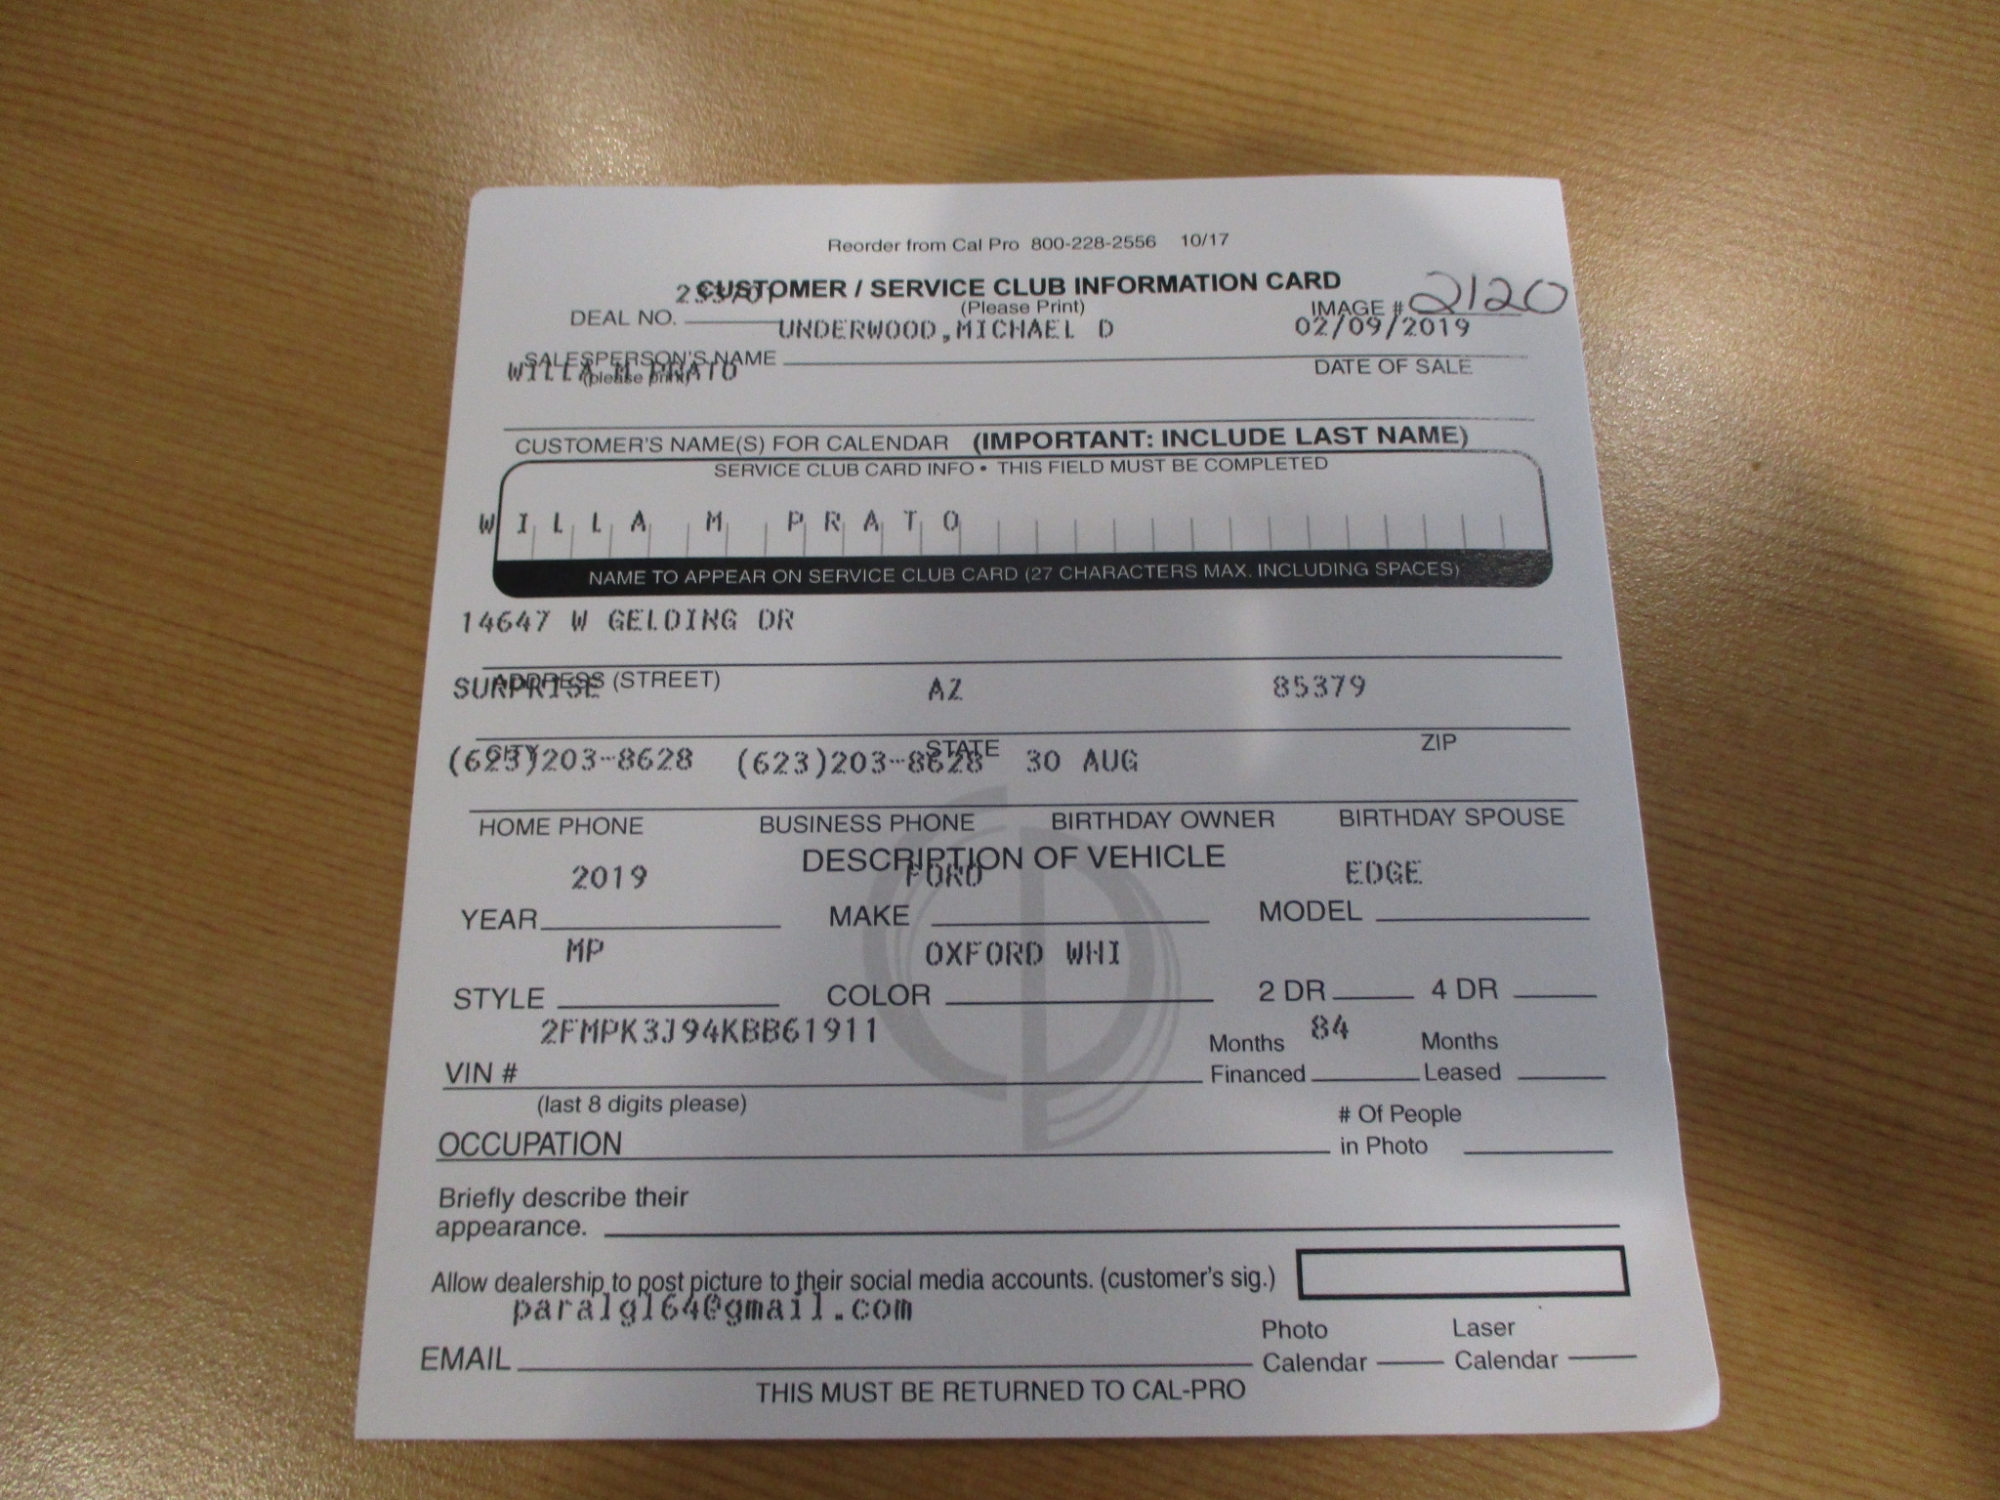 Reorder from Cal Pro 800-228-2556 10/17
CUSTOMER / SERVICE CLUB INFORMATION CARD
(Please Print)
DEAL NO. IMAGE # 2120
UNDERWOOD,MICHAEL D 02/09/2019
SALESPERSON'S NAME DATE OF SALE
(please print)
WILLA M PRATO
CUSTOMER'S NAME(S) FOR CALENDAR (IMPORTANT: INCLUDE LAST NAME)
SERVICE CLUB CARD INFO • THIS FIELD MUST BE COMPLETED
WILLA M PRATO
NAME TO APPEAR ON SERVICE CLUB CARD (27 CHARACTERS MAX. INCLUDING SPACES)
14647 W GELDING DR
ADDRESS (STREET)
SURPRISE AZ 85379
CITY STATE ZIP
(623)203-8628 (623)203-8628 30 AUG
HOME PHONE BUSINESS PHONE BIRTHDAY OWNER BIRTHDAY SPOUSE
DESCRIPTION OF VEHICLE
2019 FORD EDGE
YEAR MAKE MODEL
MP OXFORD WHI
STYLE COLOR 2 DR 4 DR
2FMPK3J94KBB61911 84
VIN # Months Financed Months Leased
(last 8 digits please)
OCCUPATION # Of People in Photo
Briefly describe their
appearance.
Allow dealership to post picture to their social media accounts. (customer's sig.)
paralgl64@gmail.com
EMAIL Photo Calendar Laser Calendar
THIS MUST BE RETURNED TO CAL-PRO